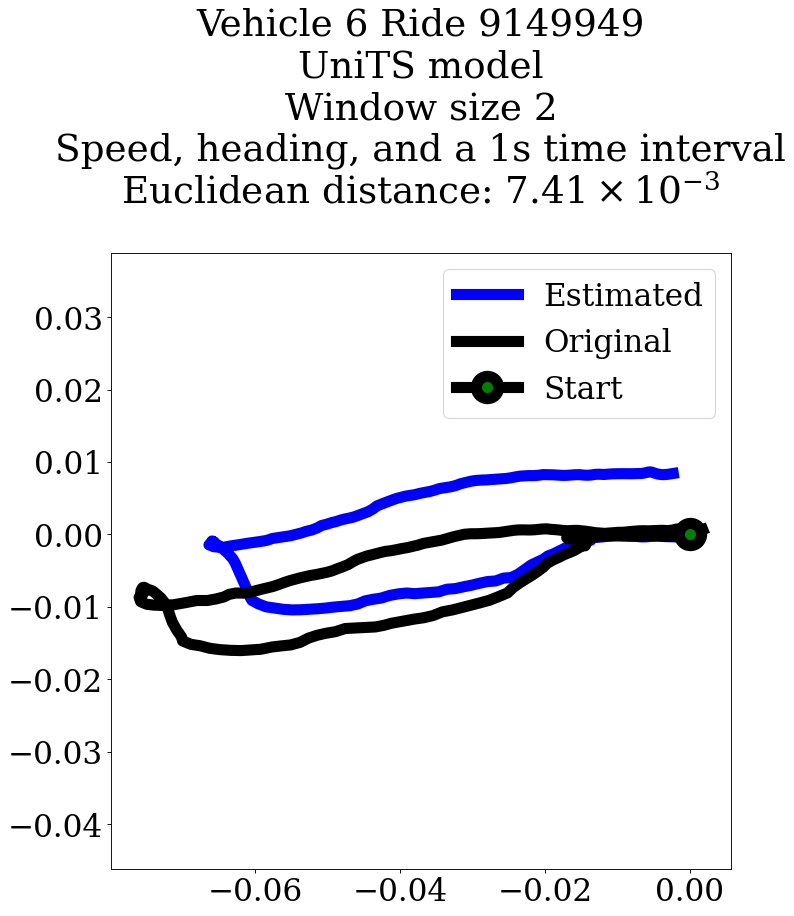 Vehicle 6 Ride 9149949
UniTS model
Window size 2
Speed, heading, and a 1s time interval
Euclidean distance: 7.41 × 10⁻³
Estimated
Original
Start
0.03
0.02
0.01
0.00
−0.01
−0.02
−0.03
−0.04
−0.06 −0.04 −0.02 0.00